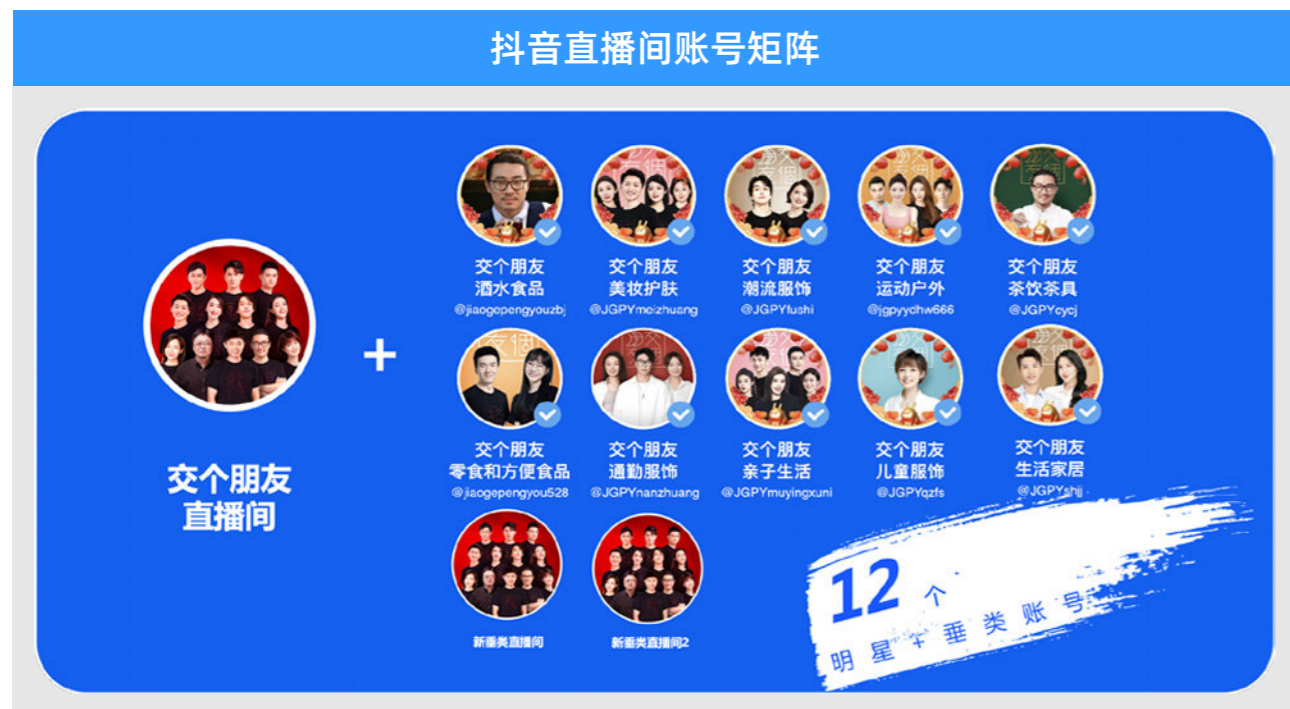 抖音直播间账号矩阵
交个朋友
直播间
+
交个朋友
酒水食品
@jiaogepengyouzbj
交个朋友
美妆护肤
@JGPYmeizhuang
交个朋友
潮流服饰
@JGPYfushi
交个朋友
运动户外
@jgpyydhw666
交个朋友
茶饮茶具
@JGPYcycj
交个朋友
零食和方便食品
@jiaogepengyou528
交个朋友
通勤服饰
@JGPYnanzhuang
交个朋友
亲子生活
@JGPYmuyingxuni
交个朋友
儿童服饰
@JGPYqzfs
交个朋友
生活家居
@JGPYshjj
新垂类直播间
新垂类直播间2
12个
明星+垂类账号